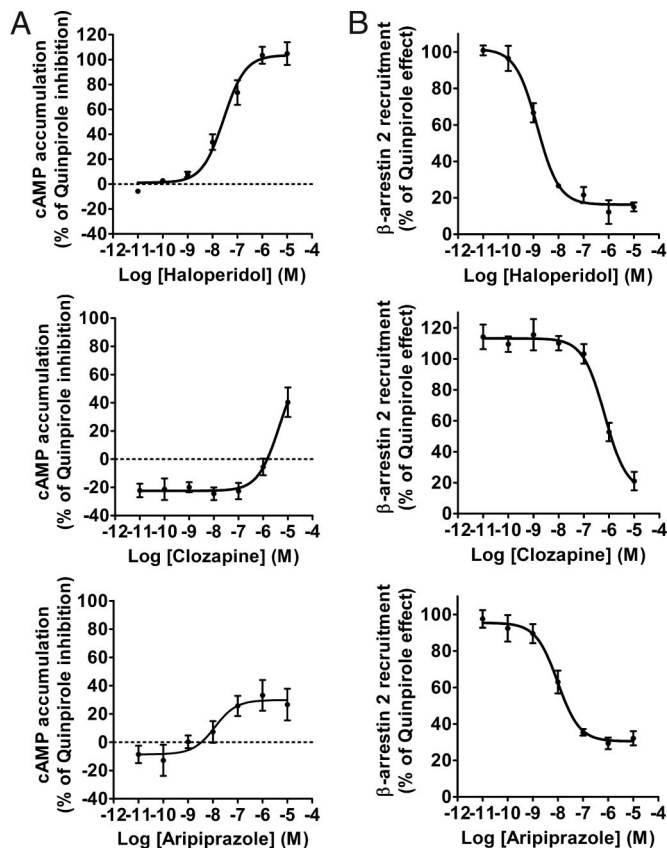 A
cAMP accumulation
(% of Quinpirole inhibition)
120
100
80
60
40
20
0
-20
-40
-12-11-10 -9 -8 -7 -6 -5 -4
Log [Haloperidol] (M)
B
β-arrestin 2 recruitment
(% of Quinpirole effect)
100
80
60
40
20
0
-12-11-10 -9 -8 -7 -6 -5 -4
Log [Haloperidol] (M)
cAMP accumulation
(% of Quinpirole inhibition)
100
80
60
40
20
0
-20
-40
-12-11-10 -9 -8 -7 -6 -5 -4
Log [Clozapine] (M)
β-arrestin 2 recruitment
(% of Quinpirole effect)
120
100
80
60
40
20
0
-12-11-10 -9 -8 -7 -6 -5 -4
Log [Clozapine] (M)
cAMP accumulation
(% of Quinpirole inhibition)
100
80
60
40
20
0
-20
-40
-12-11-10 -9 -8 -7 -6 -5 -4
Log [Aripiprazole] (M)
β-arrestin 2 recruitment
(% of Quinpirole effect)
100
80
60
40
20
0
-12-11-10 -9 -8 -7 -6 -5 -4
Log [Aripiprazole] (M)